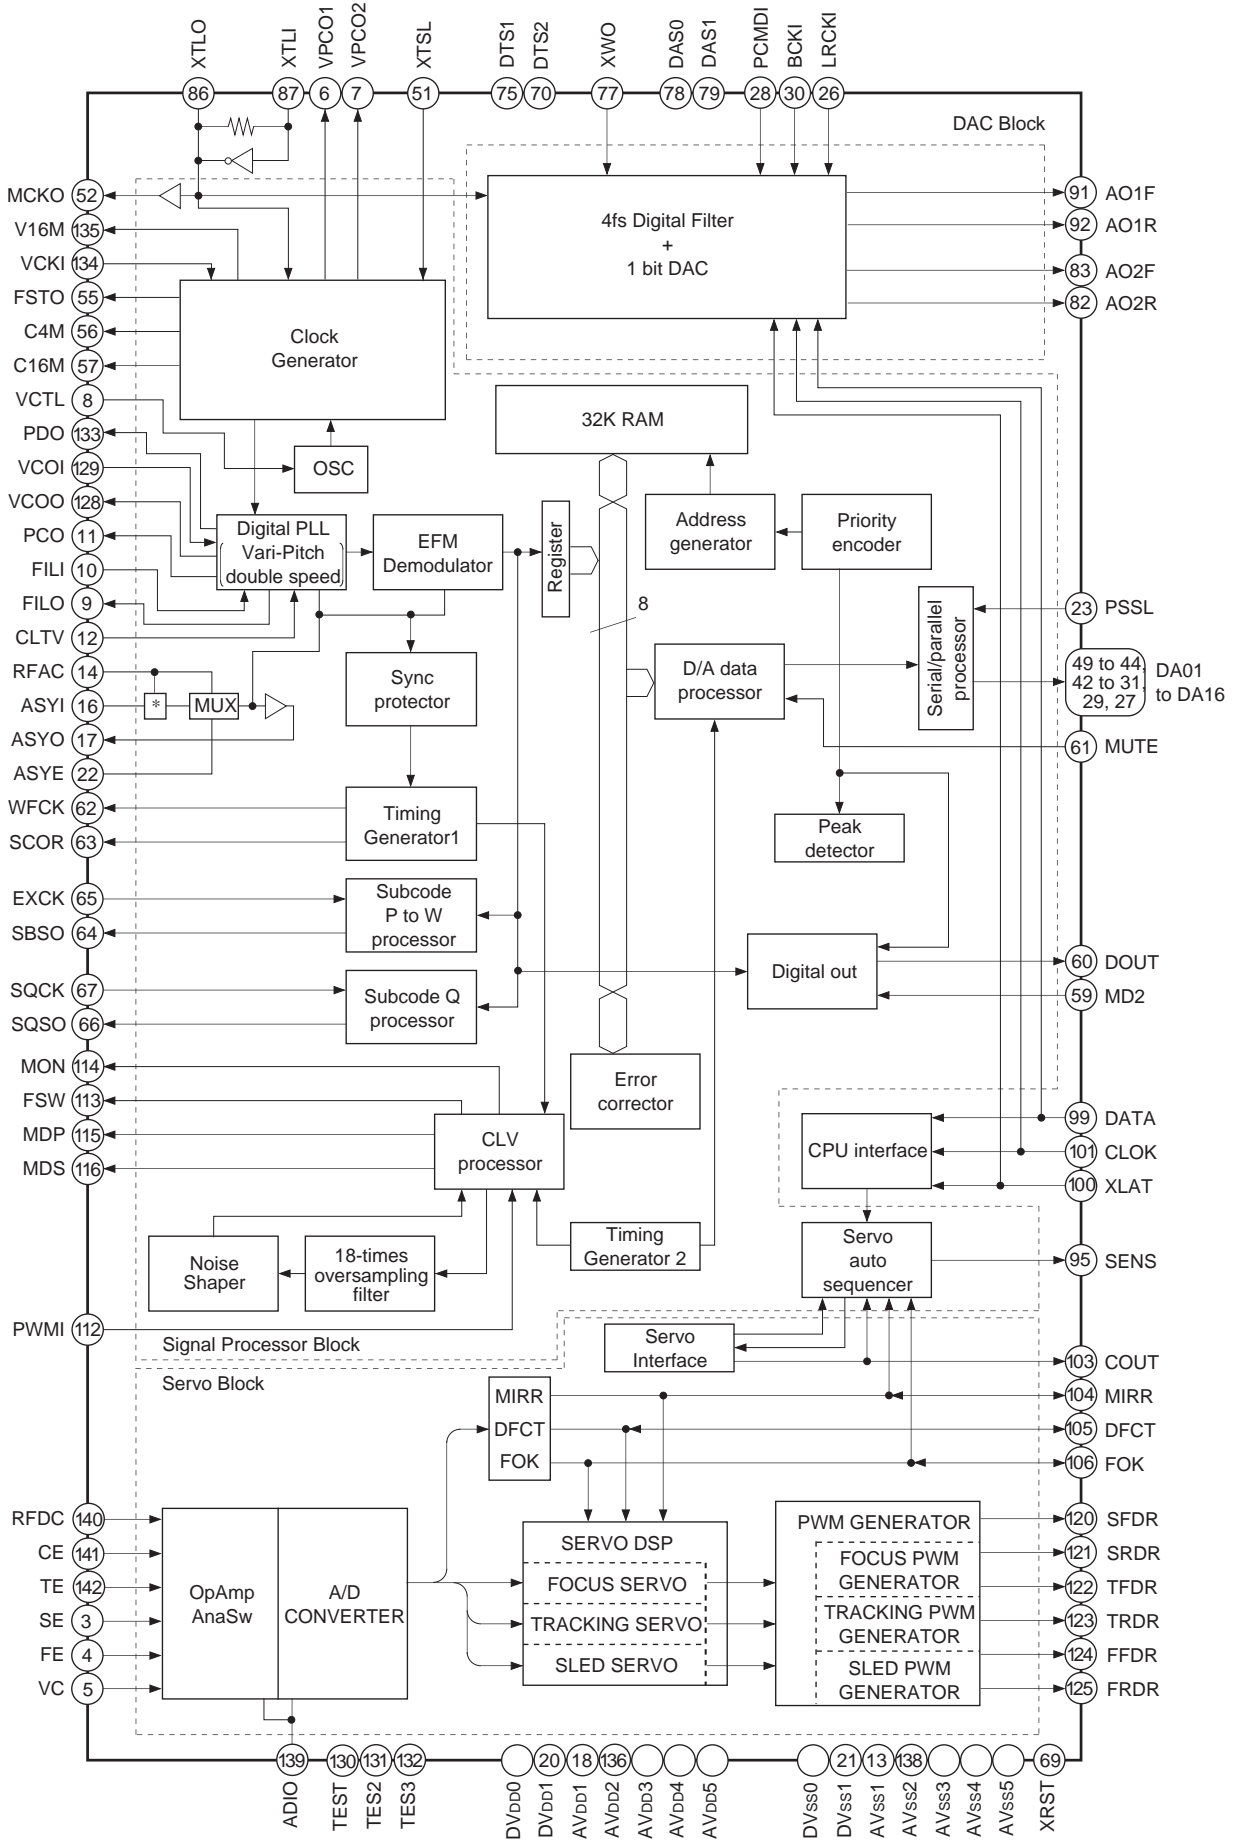 XTLO
XTLI
VPCO1
VPCO2
XTSL
DTS1
DTS2
XWO
DAS0
DAS1
PCMDI
BCKI
LRCKI
86
87
6
7
51
75
70
77
78
79
28
30
26
DAC Block
MCKO 52
V16M 135
VCKI 134
FSTO 55
C4M 56
C16M 57
VCTL 8
PDO 133
VCOI 129
VCOO 128
PCO 11
FILI 10
FILO 9
CLTV 12
RFAC 14
ASYI 16
ASYO 17
ASYE 22
WFCK 62
SCOR 63
EXCK 65
SBSO 64
SQCK 67
SQSO 66
MON 114
FSW 113
MDP 115
MDS 116
PWMI 112
RFDC 140
CE 141
TE 142
SE 3
FE 4
VC 5
4fs Digital Filter
+
1 bit DAC
Clock
Generator
OSC
32K RAM
Digital PLL
Vari-Pitch
double speed
EFM
Demodulator
Register
Address
generator
Priority
encoder
8
Serial/parallel
processor
D/A data
processor
Sync
protector
*
MUX
Timing
Generator1
Peak
detector
Subcode
P to W
processor
Digital out
Subcode Q
processor
Error
corrector
CLV
processor
CPU interface
Noise
Shaper
18-times
oversampling
filter
Timing
Generator 2
Servo
auto
sequencer
Signal Processor Block
Servo
Interface
Servo Block
MIRR
DFCT
FOK
OpAmp
AnaSw
A/D
CONVERTER
SERVO DSP
FOCUS SERVO
TRACKING SERVO
SLED SERVO
PWM GENERATOR
FOCUS PWM
GENERATOR
TRACKING PWM
GENERATOR
SLED PWM
GENERATOR
91 AO1F
92 AO1R
83 AO2F
82 AO2R
23 PSSL
49 to 44,
42 to 31,
29, 27
DA01
to DA16
61 MUTE
60 DOUT
59 MD2
99 DATA
101 CLOK
100 XLAT
95 SENS
103 COUT
104 MIRR
105 DFCT
106 FOK
120 SFDR
121 SRDR
122 TFDR
123 TRDR
124 FFDR
125 FRDR
139
130
131
132
20
18
136
21
13
138
69
ADIO
TEST
TES2
TES3
DVDD0
DVDD1
AVDD1
AVDD2
AVDD3
AVDD4
AVDD5
DVSS0
DVSS1
AVSS1
AVSS2
AVSS3
AVSS4
AVSS5
XRST